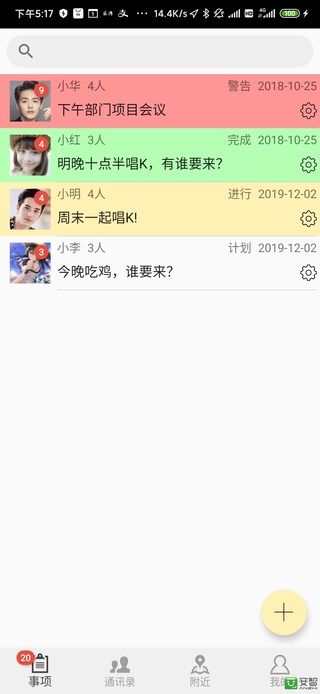 下午5:17 14.4K/s 4G 100
小华 4人 警告 2018-10-25
9
下午部门项目会议
小红 3人 完成 2018-10-25
4
明晚十点半唱K，有谁要来？
小明 4人 进行 2019-12-02
4
周末一起唱K!
小李 3人 计划 2019-12-02
3
今晚吃鸡，谁要来？
20
事项 通讯录 附近 我的
安智